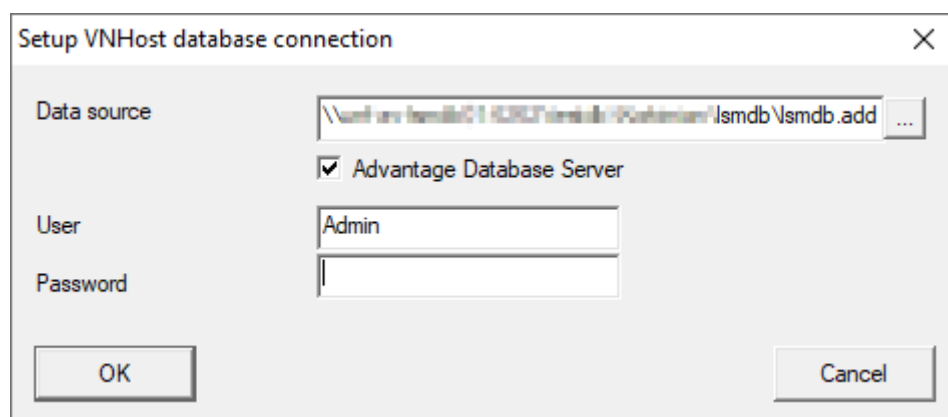 Setup VNHost database connection
Data source
\\ lsmdb\lsmdb.add
...
Advantage Database Server
User
Admin
Password
OK
Cancel